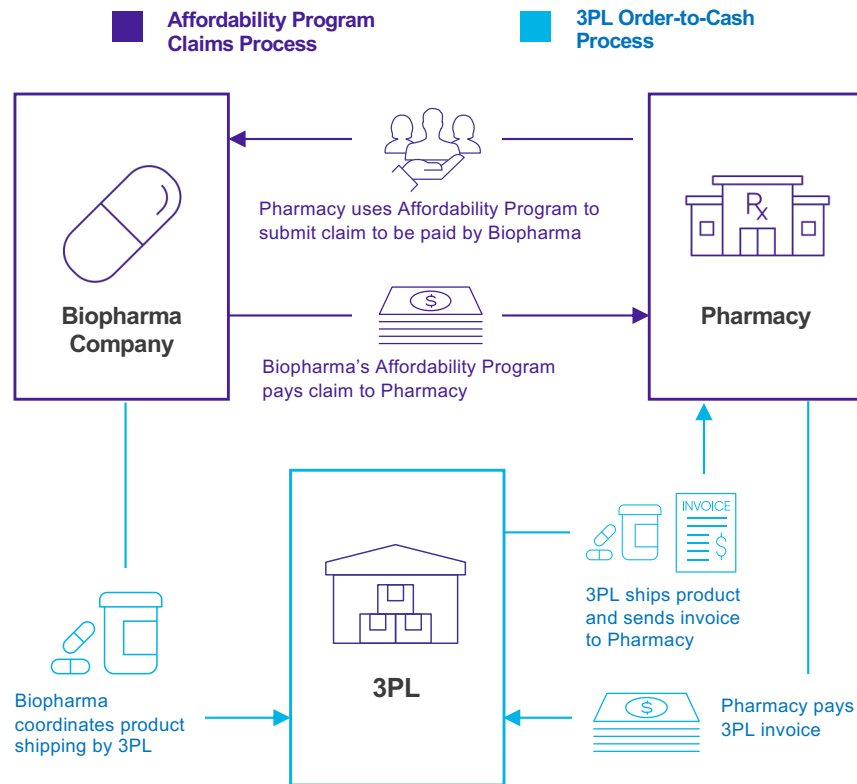 Affordability Program
Claims Process
3PL Order-to-Cash
Process
Pharmacy uses Affordability Program to
submit claim to be paid by Biopharma
Rx
Biopharma
Company
$
Pharmacy
Biopharma’s Affordability Program
pays claim to Pharmacy
INVOICE
$
3PL ships product
and sends invoice
to Pharmacy
3PL
Biopharma
coordinates product
shipping by 3PL
$
Pharmacy pays
3PL invoice